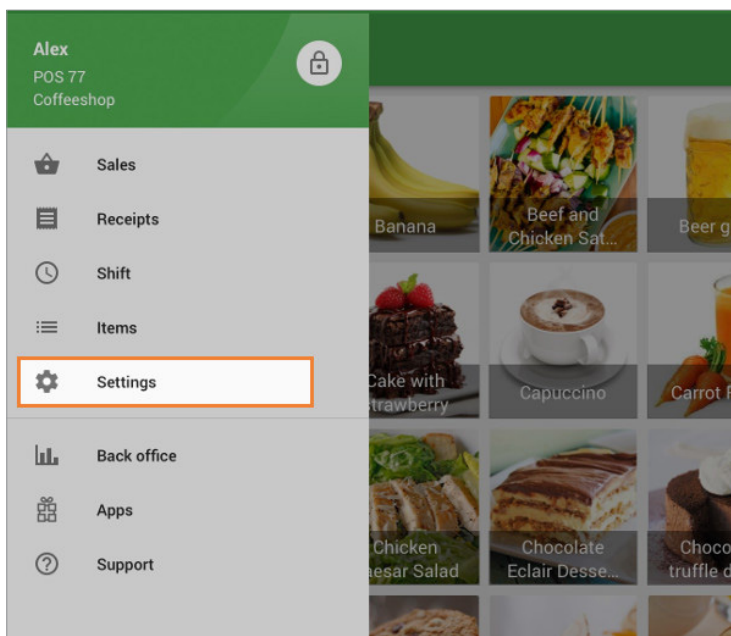 Alex
POS 77
Coffeeshop
Sales
Receipts
Shift
Items
Settings
Back office
Apps
Support
Banana
Beef and
Chicken Sat...
Beer g
Cake with
strawberry
Capuccino
Carrot
Chicken
aesar Salad
Chocolate
Eclair Desse...
Choco
truffle d